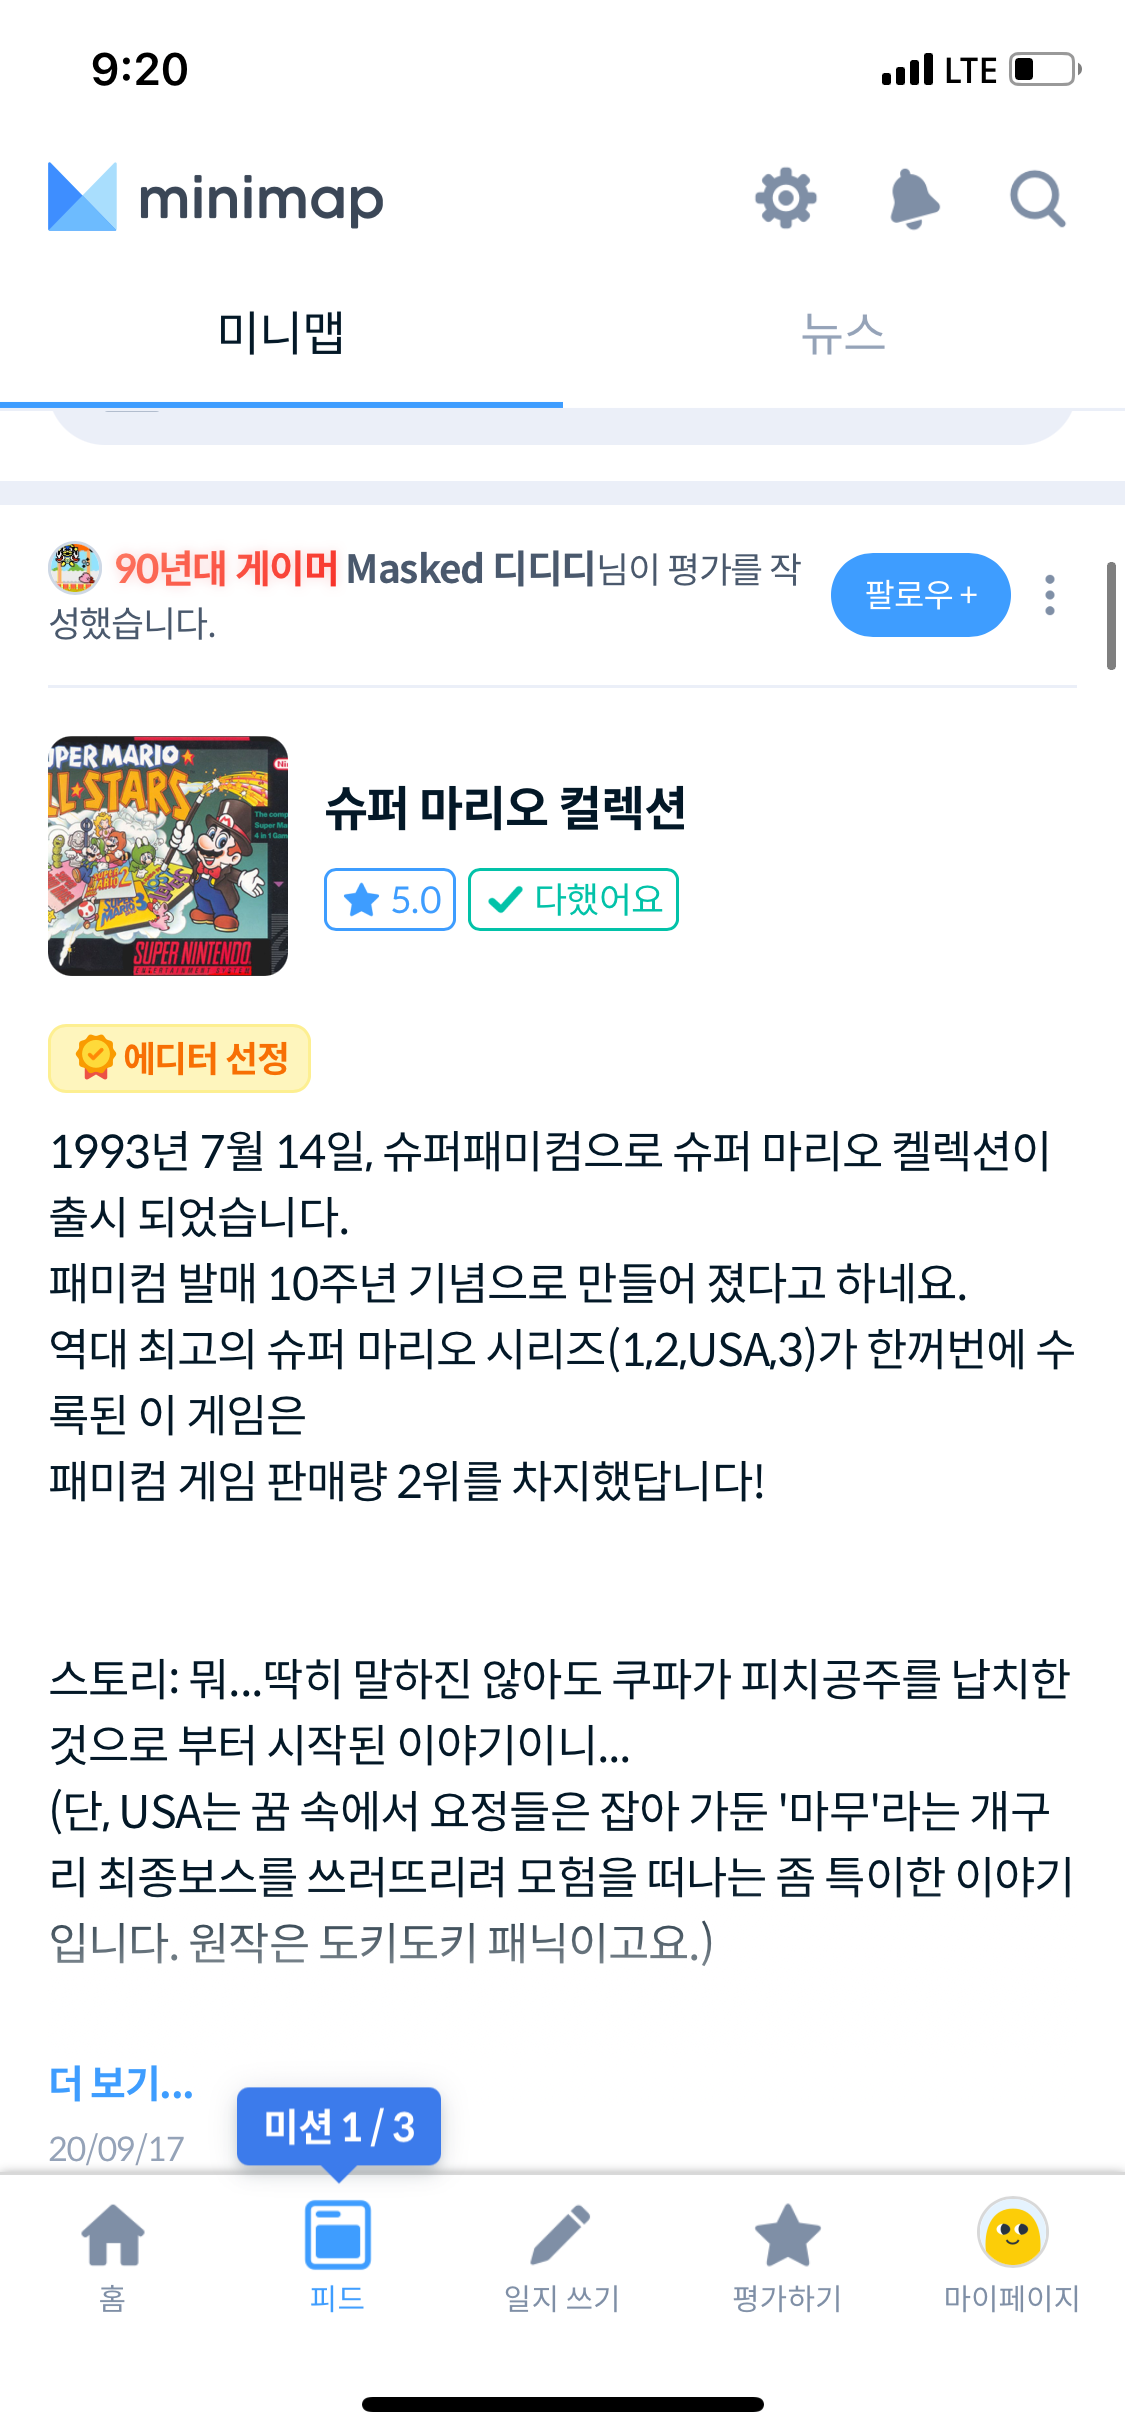 9:20
LTE
minimap
미니맵
뉴스
90년대 게이머 Masked 디디디님이 평가를 작
성했습니다.
팔로우 +
UPER MARIO
LL-STARS
The comp
Super Ma
4 in 1 Gam
SUPER NINTENDO
ENTERTAINMENT SYSTEM
슈퍼 마리오 컬렉션
5.0
다했어요
에디터 선정
1993년 7월 14일, 슈퍼패미컴으로 슈퍼 마리오 켈렉션이
출시 되었습니다.
패미컴 발매 10주년 기념으로 만들어 졌다고 하네요.
역대 최고의 슈퍼 마리오 시리즈(1,2,USA,3)가 한꺼번에 수
록된 이 게임은
패미컴 게임 판매량 2위를 차지했답니다!
스토리: 뭐...딱히 말하진 않아도 쿠파가 피치공주를 납치한
것으로 부터 시작된 이야기이니...
(단, USA는 꿈 속에서 요정들은 잡아 가둔 '마무'라는 개구
리 최종보스를 쓰러뜨리려 모험을 떠나는 좀 특이한 이야기
입니다. 원작은 도키도키 패닉이고요.)
더 보기...
20/09/17
미션 1 / 3
홈
피드
일지 쓰기
평가하기
마이페이지